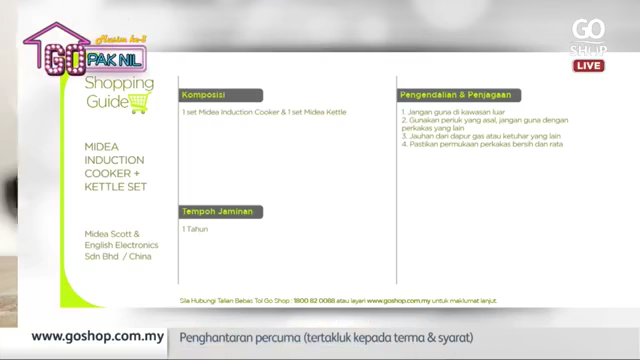 Musim ke-3
GO PAK NIL
GO
SHOP
LIVE
Shopping
Guide
MIDEA
INDUCTION
COOKER +
KETTLE SET
Midea Scott &
English Electronics
Sdn Bhd / China
Komposisi
1 set Midea Induction Cooker & 1 set Midea Kettle
Tempoh Jaminan
1 Tahun
Pengendalian & Penjagaan
1. Jangan guna di kawasan luar
2. Gunakan periuk yang asal, jangan guna dengan
perkakas yang lain
3. Jauhan dari dapur gas atau ketuhar yang lain
4. Pastikan permukaan perkakas bersih dan rata
Sila Hubungi Talian Bebas Tol Go Shop : 1800 82 0088 atau layari www.goshop.com.my untuk maklumat lanjut.
www.goshop.com.my
Penghantaran percuma (tertakluk kepada terma & syarat)